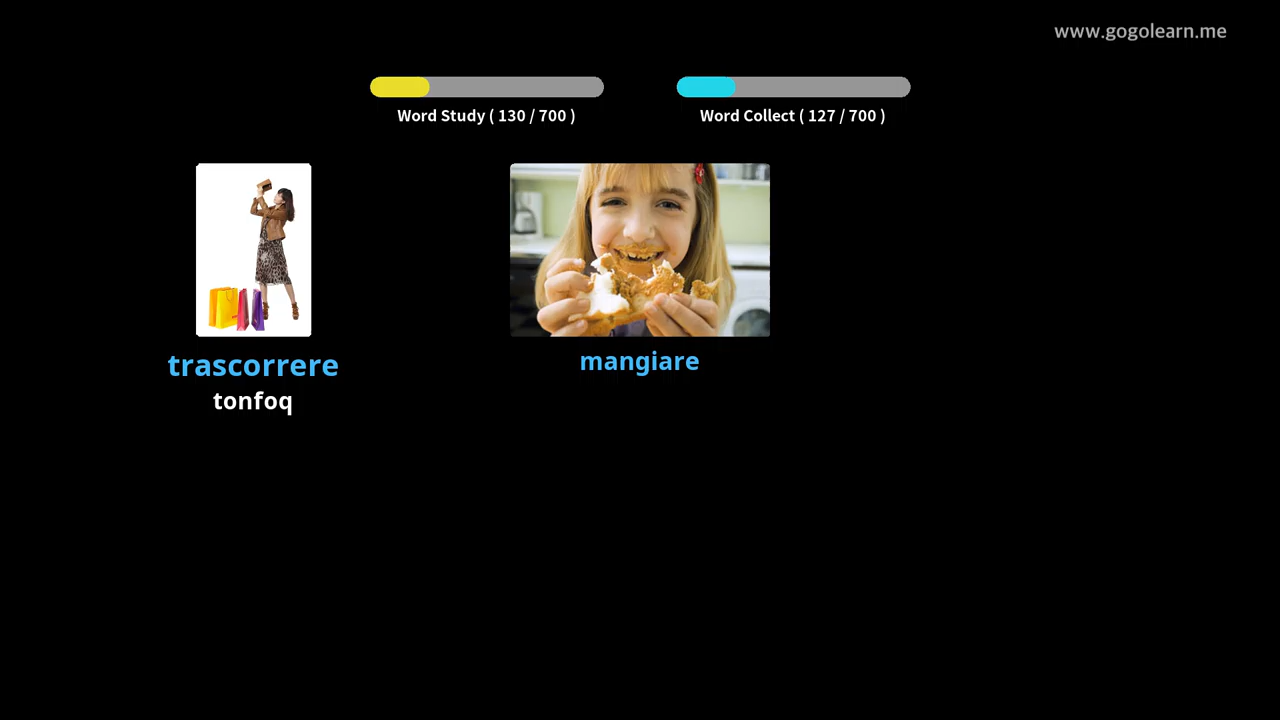 www.gogolearn.me
Word Study ( 130 / 700 )
Word Collect ( 127 / 700 )
trascorrere
tonfoq
mangiare